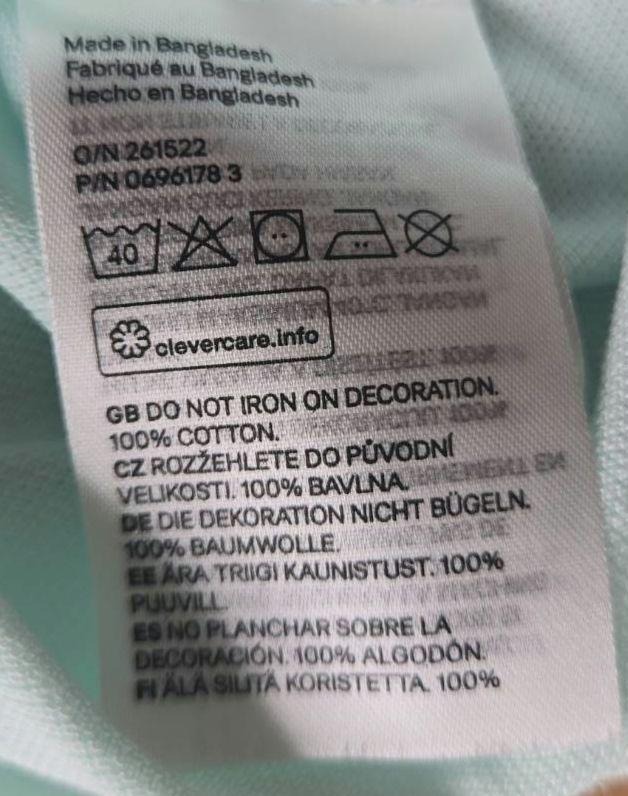 Made in Bangladesh
Fabriqué au Bangladesh
Hecho en Bangladesh
O/N 261522
P/N 0696178 3
40
clevercare.info
GB DO NOT IRON ON DECORATION.
100% COTTON.
CZ ROZŽEHLETE DO PŮVODNÍ
VELIKOSTI. 100% BAVLNA.
DE DIE DEKORATION NICHT BÜGELN.
100% BAUMWOLLE.
EE ÄRA TRIIGI KAUNISTUST. 100%
PUUVILL.
ES NO PLANCHAR SOBRE LA
DECORACIÓN. 100% ALGODÓN.
FI ÄLÄ SILITÄ KORISTETTA. 100%